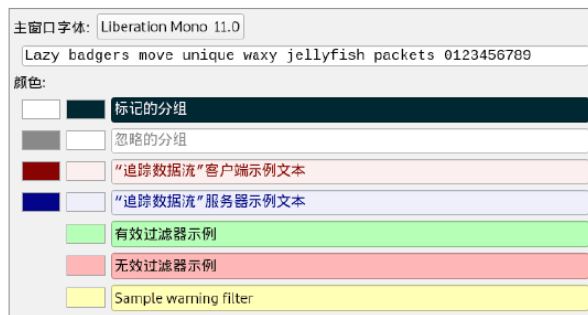 主窗口字体: Liberation Mono 11.0
Lazy badgers move unique waxy jellyfish packets 0123456789
颜色:
标记的分组
忽略的分组
“追踪数据流”客户端示例文本
“追踪数据流”服务器示例文本
有效过滤器示例
无效过滤器示例
Sample warning filter